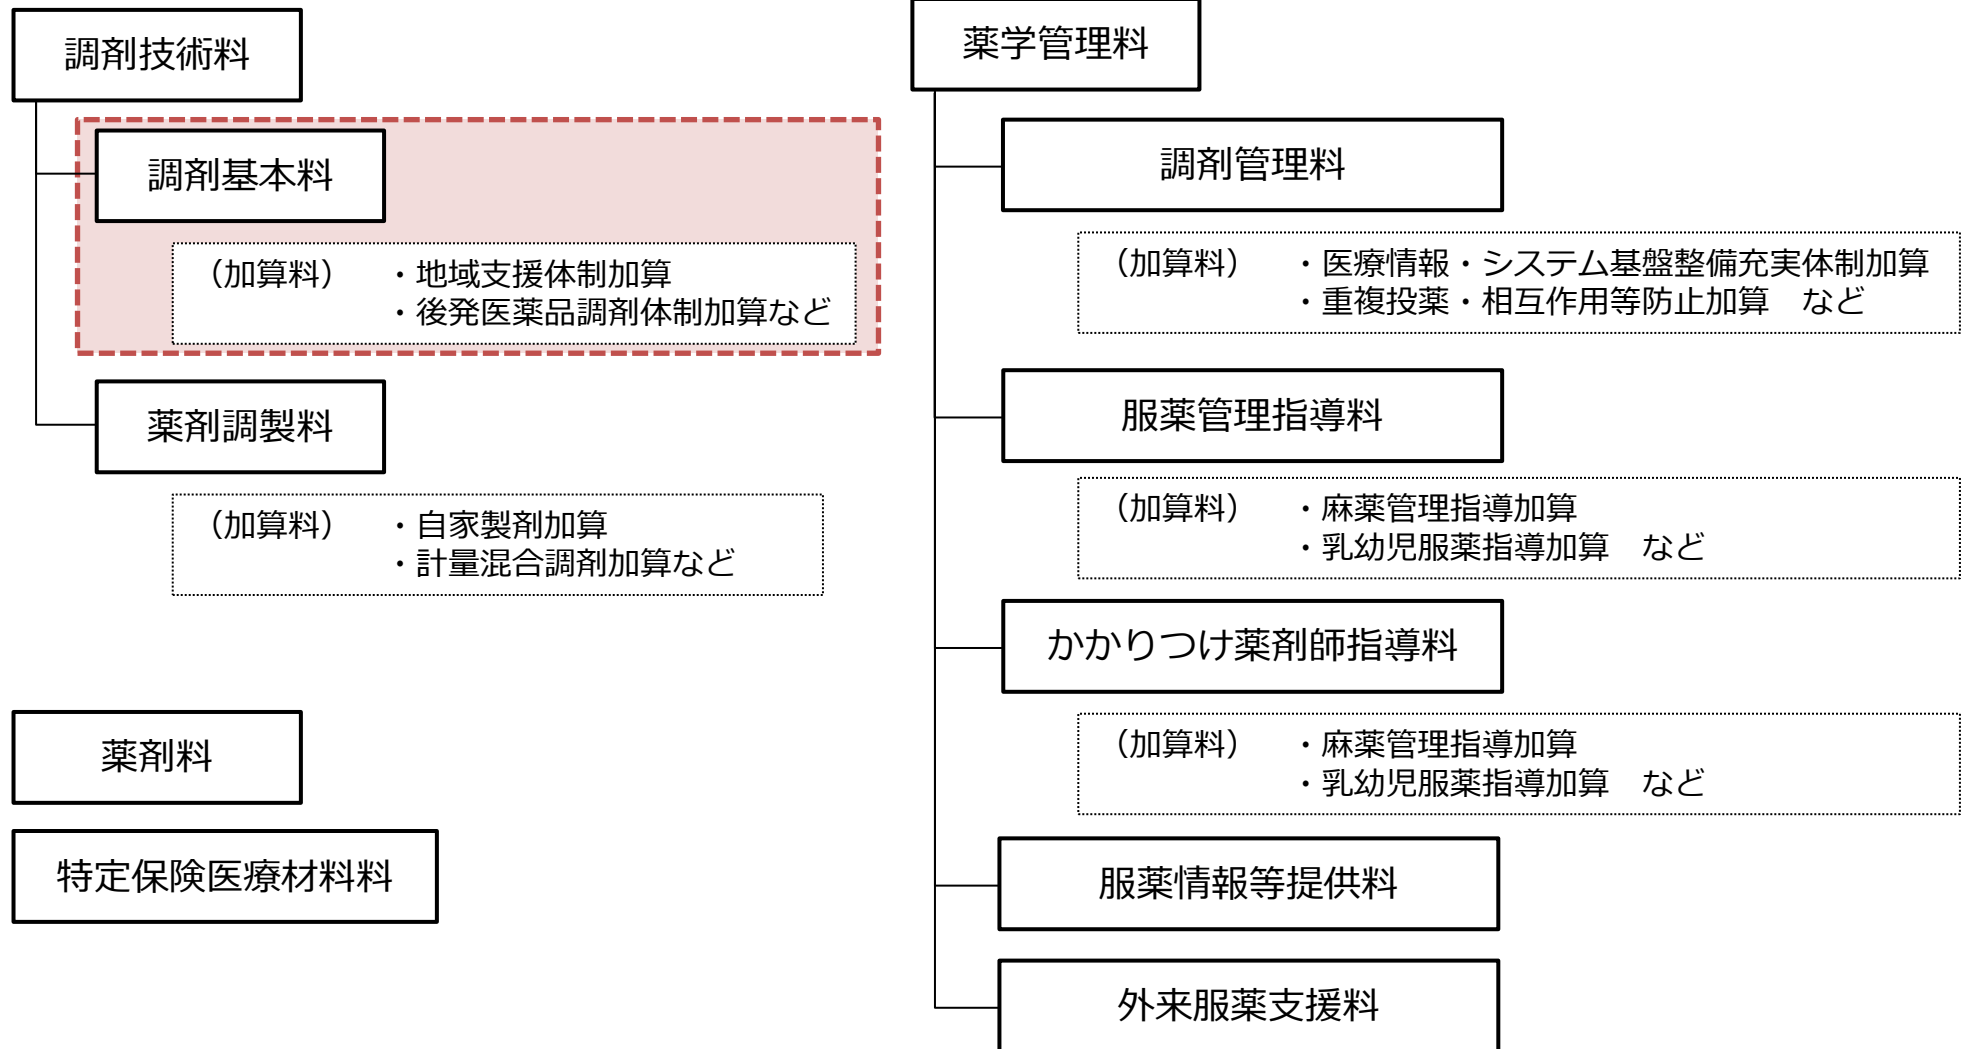 調剤技術料
調剤基本料
（加算料）　・地域支援体制加算
・後発医薬品調剤体制加算など
薬剤調製料
（加算料）　・自家製剤加算
・計量混合調剤加算など
薬剤料
特定保険医療材料料
薬学管理料
調剤管理料
（加算料）　・医療情報・システム基盤整備充実体制加算
・重複投薬・相互作用等防止加算　など
服薬管理指導料
（加算料）　・麻薬管理指導加算
・乳幼児服薬指導加算　など
かかりつけ薬剤師指導料
（加算料）　・麻薬管理指導加算
・乳幼児服薬指導加算　など
服薬情報等提供料
外来服薬支援料